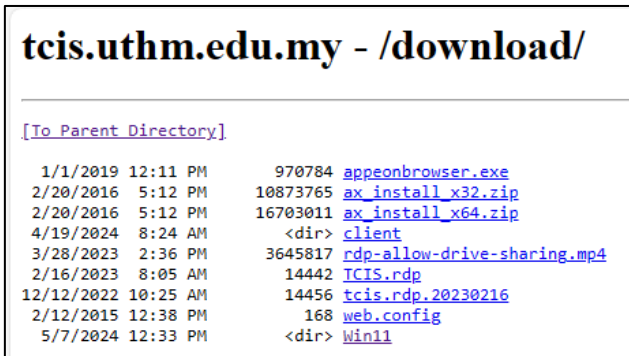 tcis.uthm.edu.my - /download/
[To Parent Directory]
1/1/2019 12:11 PM 970784 appeonbrowser.exe
2/20/2016 5:12 PM 10873765 ax_install_x32.zip
2/20/2016 5:12 PM 16703011 ax_install_x64.zip
4/19/2024 8:24 AM <dir> client
3/28/2023 2:36 PM 3645817 rdp-allow-drive-sharing.mp4
2/16/2023 8:05 AM 14442 TCIS.rdp
12/12/2022 10:25 AM 14456 tcis.rdp.20230216
2/12/2015 12:38 PM 168 web.config
5/7/2024 12:33 PM <dir> Win11